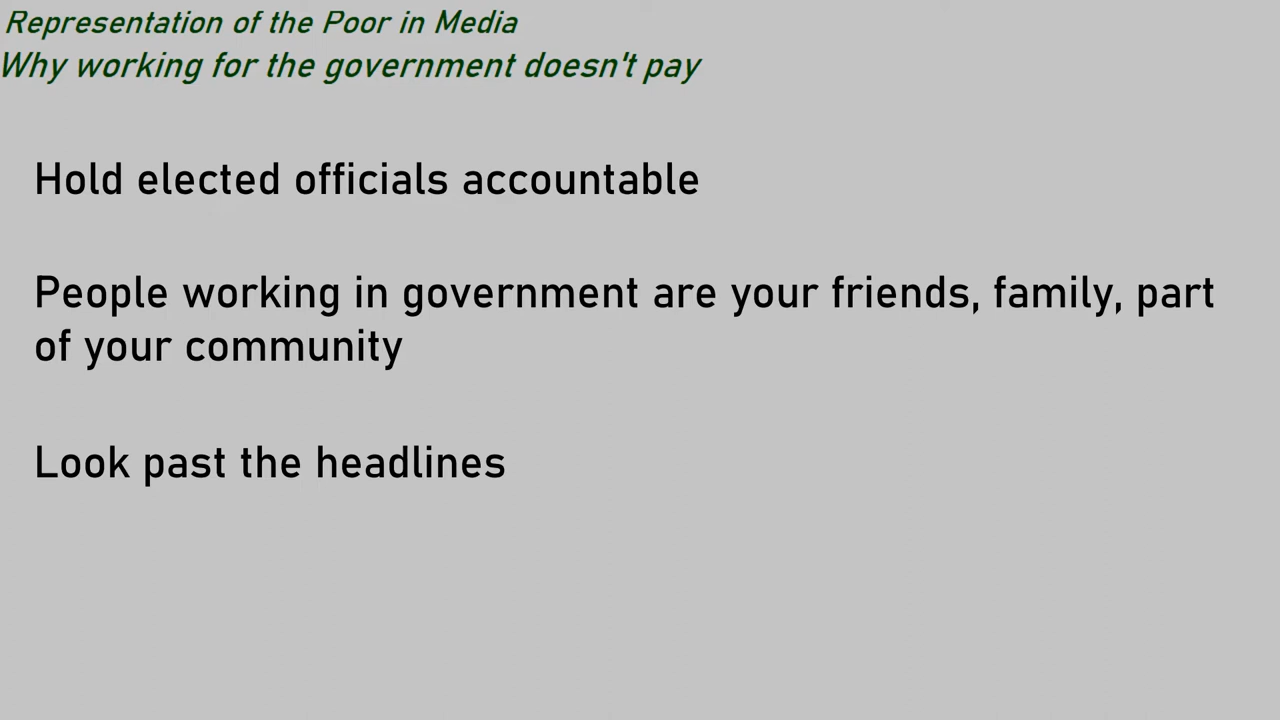 Representation of the Poor in Media
Why working for the government doesn't pay
Hold elected officials accountable
People working in government are your friends, family, part
of your community
Look past the headlines